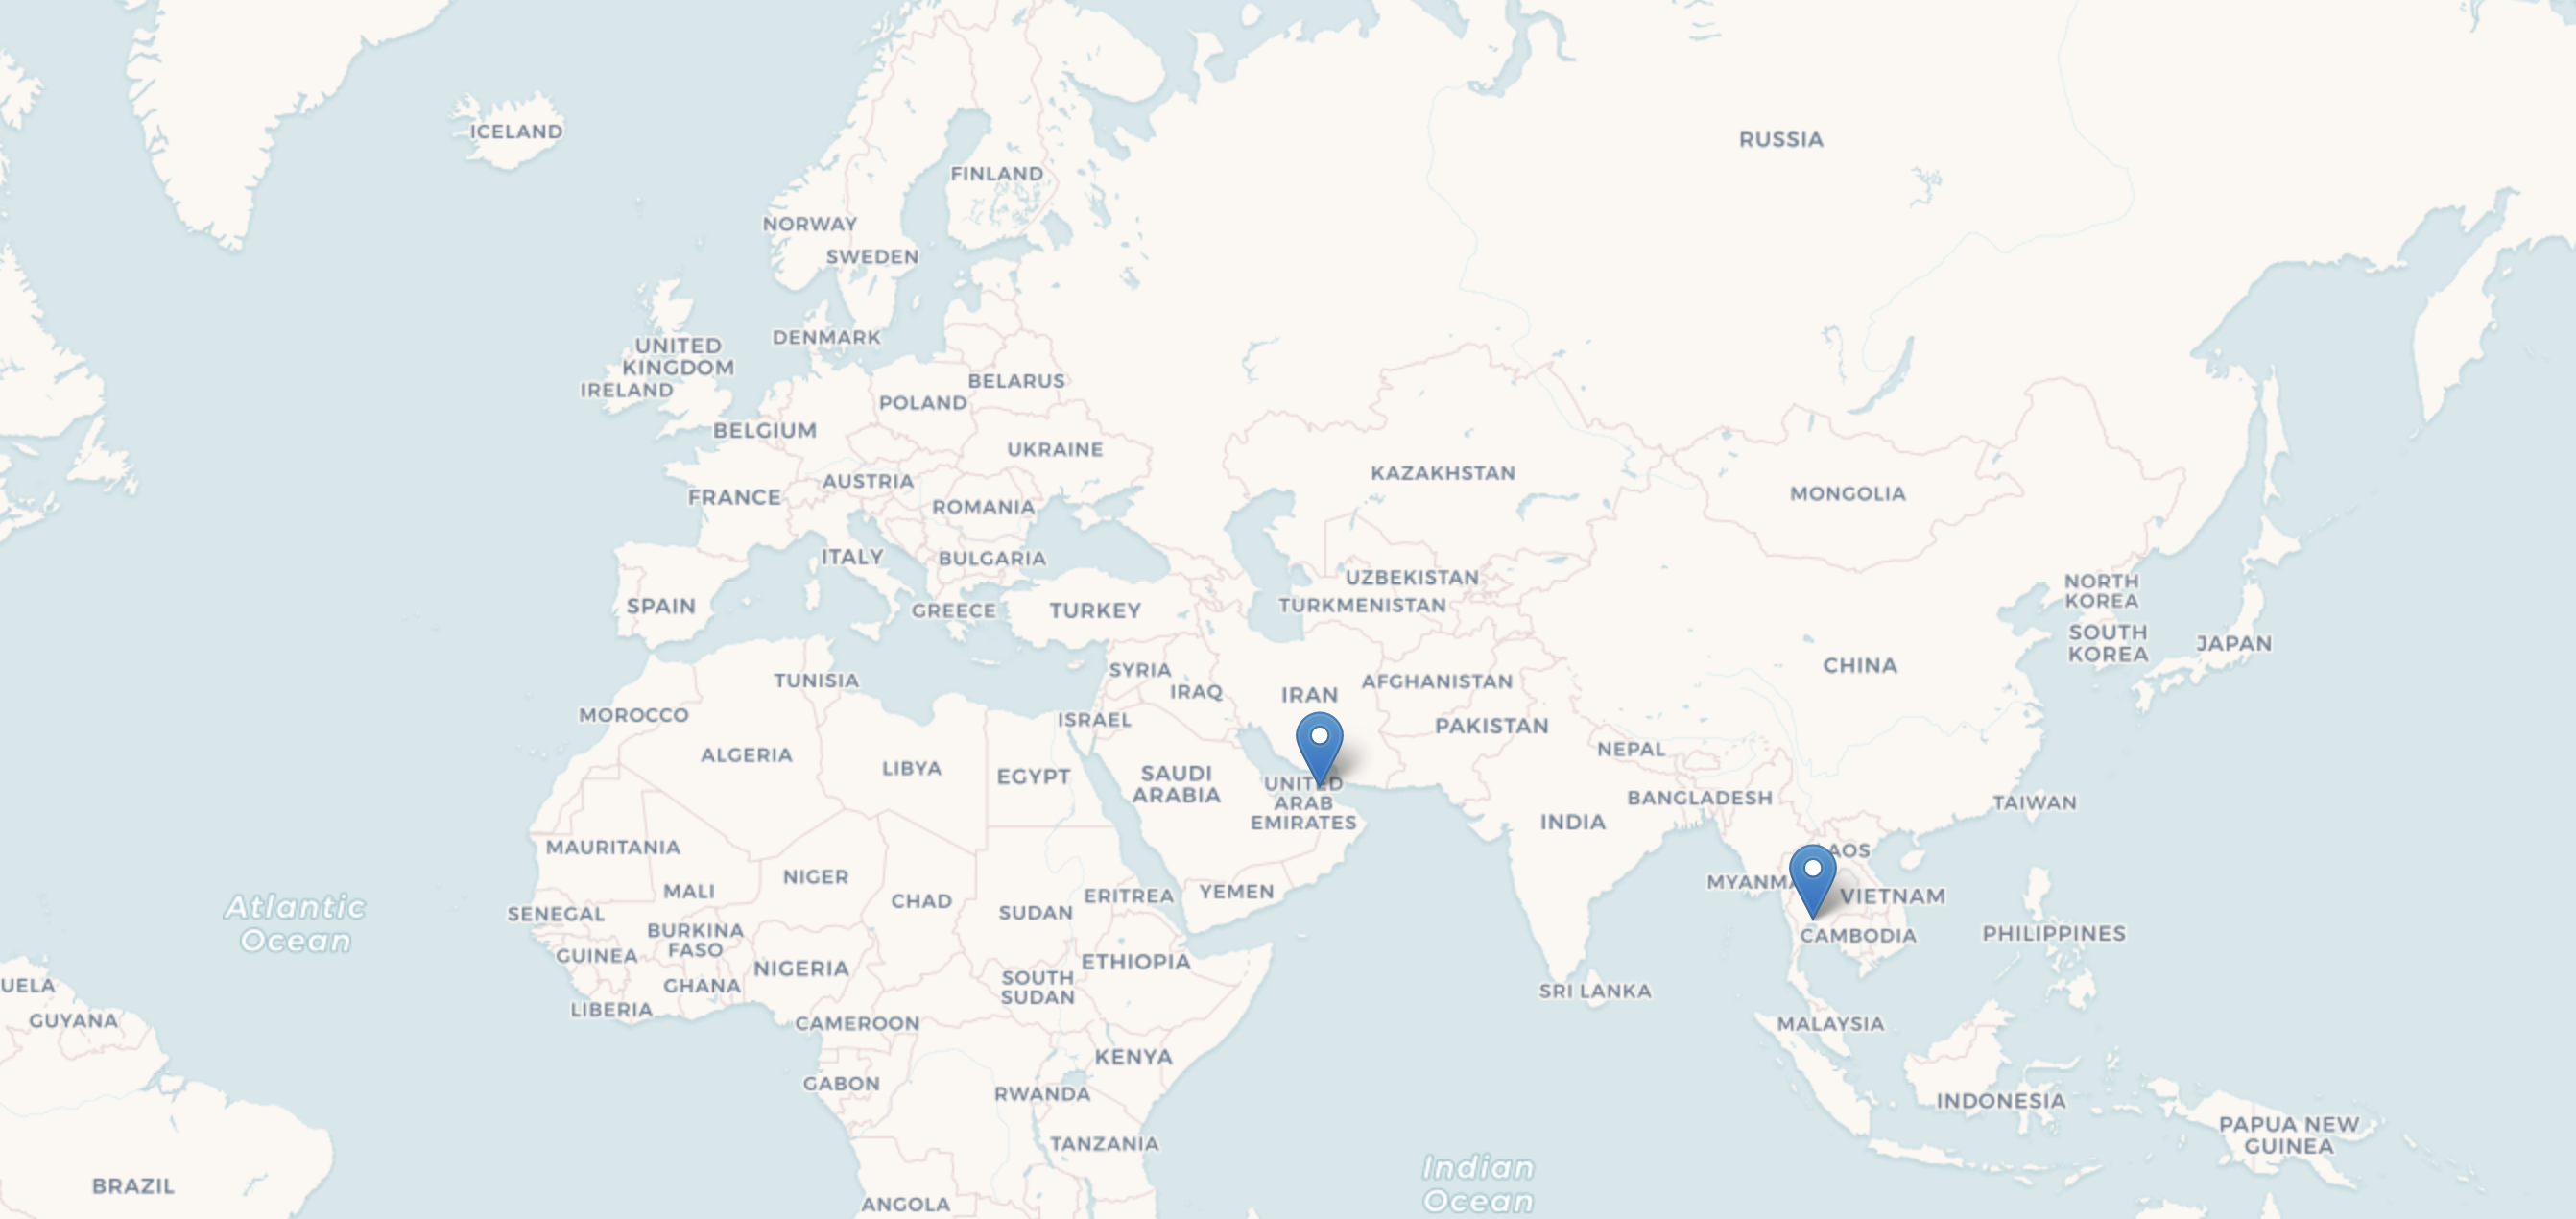 ICELAND
RUSSIA
FINLAND
NORWAY
SWEDEN
DENMARK
UNITED
KINGDOM
IRELAND
BELARUS
POLAND
BELGIUM
UKRAINE
KAZAKHSTAN
AUSTRIA
MONGOLIA
FRANCE
ROMANIA
ITALY
BULGARIA
UZBEKISTAN
NORTH
KOREA
SPAIN
GREECE
TURKEY
TURKMENISTAN
SOUTH
KOREA
JAPAN
CHINA
SYRIA
TUNISIA
IRAQ
IRAN
AFGHANISTAN
MOROCCO
ISRAEL
PAKISTAN
NEPAL
ALGERIA
LIBYA
EGYPT
SAUDI
ARABIA
UNITED
ARAB
EMIRATES
BANGLADESH
TAIWAN
INDIA
MAURITANIA
AOS
NIGER
MALI
CHAD
ERITREA
YEMEN
MYANMA
VIETNAM
Atlantic
Ocean
SENEGAL
SUDAN
BURKINA
FASO
CAMBODIA
PHILIPPINES
GUINEA
NIGERIA
ETHIOPIA
SOUTH
SUDAN
UELA
GHANA
SRI LANKA
LIBERIA
GUYANA
CAMEROON
MALAYSIA
KENYA
GABON
RWANDA
INDONESIA
PAPUA NEW
GUINEA
TANZANIA
Indian
Ocean
BRAZIL
ANGOLA